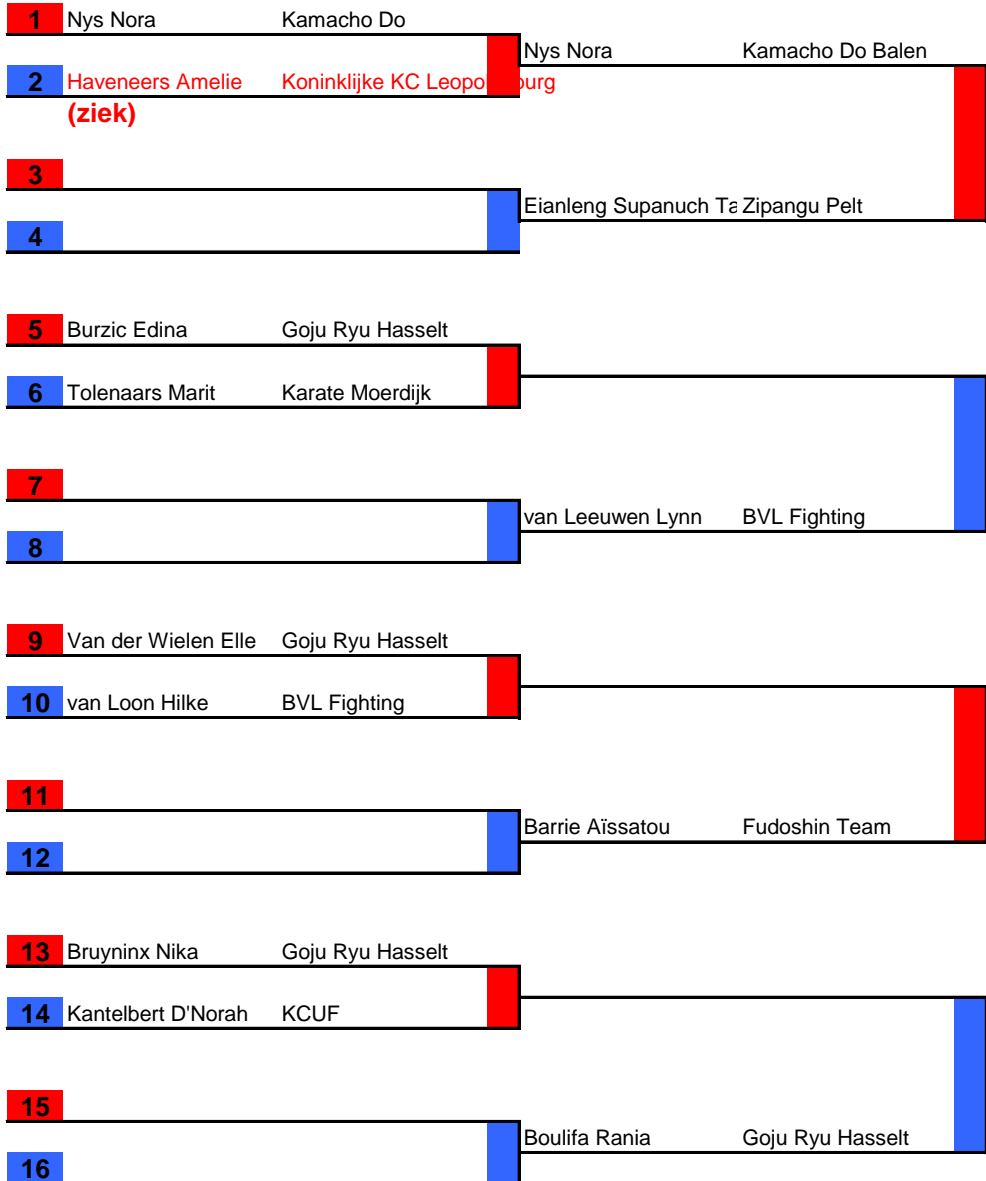 1 Nys Nora Kamacho Do
Nys Nora Kamacho Do Balen
2 Haveneers Amelie Koninklijke KC
(ziek)
3
Eianleng Supanuch Zipangu Pelt
4
5 Burzic Edina Goju Ryu Hasselt
6 Tolenaars Marit Karate Moerdijk
7
van Leeuwen Lynn BVL Fighting
8
9 Van der Wielen Elle Goju Ryu Hasselt
10 van Loon Hilke BVL Fighting
11
Barrie Aïssatou Fudoshin Team
12
13 Bruyninx Nika Goju Ryu Hasselt
14 Kantelbert D'Norah KCUF
15
Boulifa Rania Goju Ryu Hasselt
16